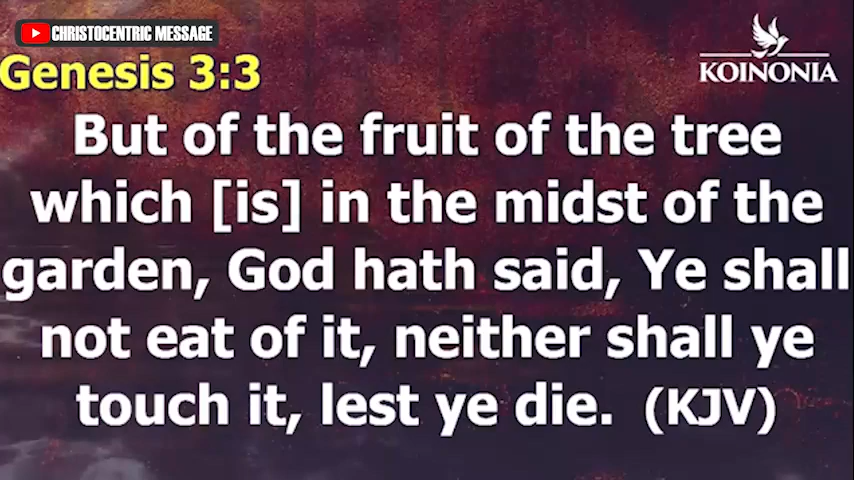 CHRISTOCENTRIC MESSAGE
KOINONIA
Genesis 3:3
But of the fruit of the tree
which [is] in the midst of the
garden, God hath said, Ye shall
not eat of it, neither shall ye
touch it, lest ye die. (KJV)